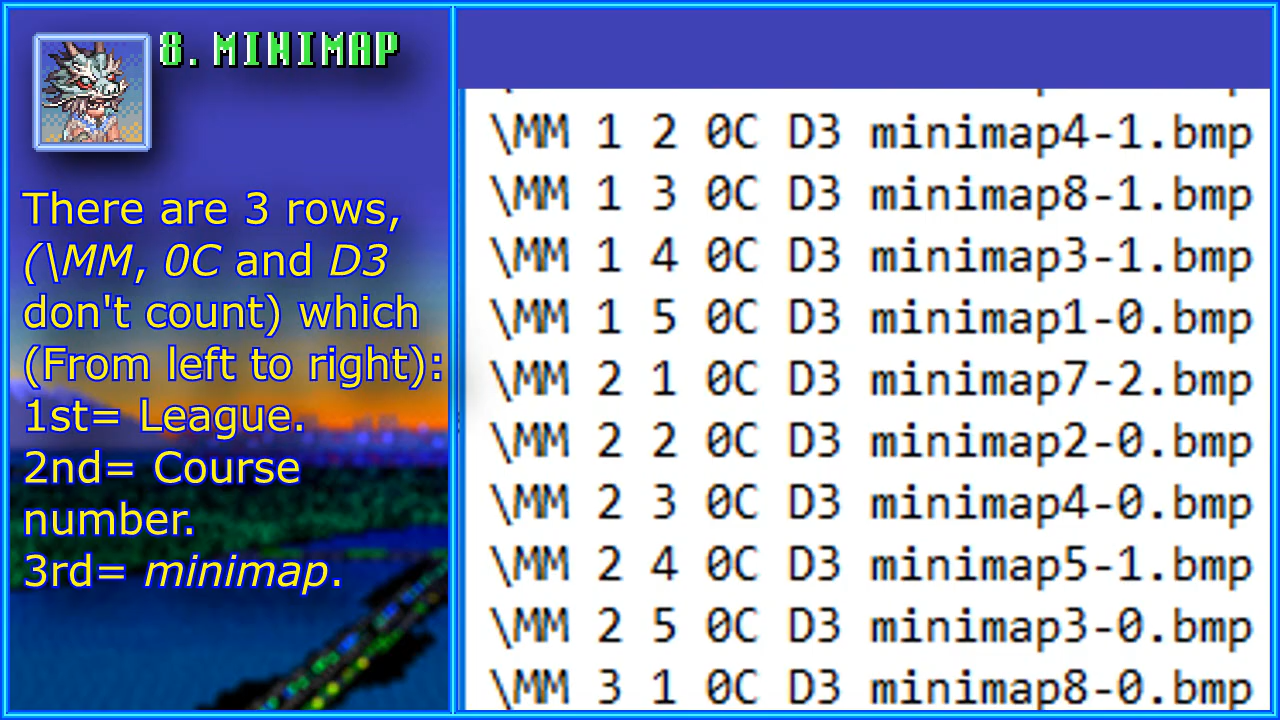 8. MINIMAP
There are 3 rows,
(\MM, 0C and D3
don't count) which
(From left to right):
1st= League.
2nd= Course
number.
3rd= minimap.
\MM 1 2 0C D3 minimap4-1.bmp
\MM 1 3 0C D3 minimap8-1.bmp
\MM 1 4 0C D3 minimap3-1.bmp
\MM 1 5 0C D3 minimap1-0.bmp
\MM 2 1 0C D3 minimap7-2.bmp
\MM 2 2 0C D3 minimap2-0.bmp
\MM 2 3 0C D3 minimap4-0.bmp
\MM 2 4 0C D3 minimap5-1.bmp
\MM 2 5 0C D3 minimap3-0.bmp
\MM 3 1 0C D3 minimap8-0.bmp